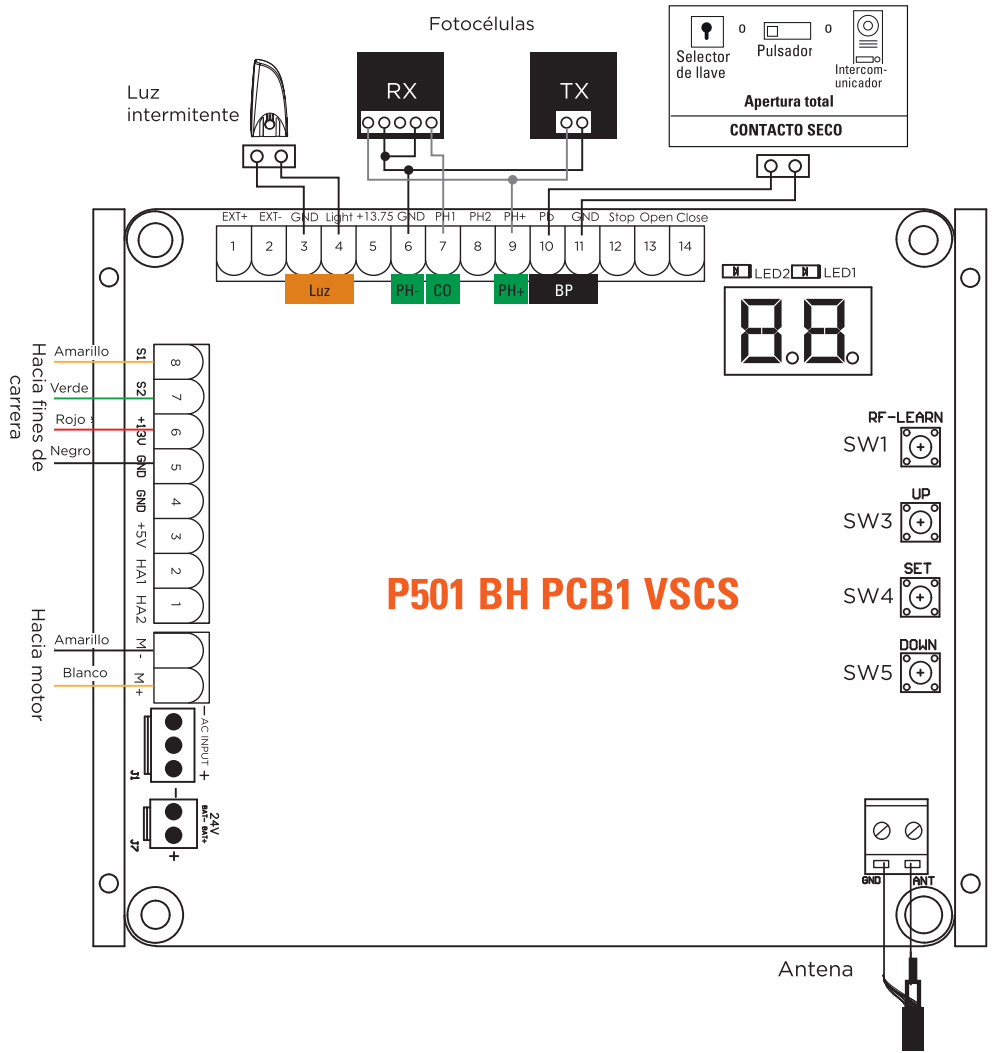 Fotocélulas
Luz
intermitente
RX
TX
Selector
de llave
o
Pulsador
o
Intercom-
unicador
Apertura total
CONTACTO SECO
EXT+ EXT- GND Light +13.75 GND PH1 PH2 PH+ Pb GND Stop Open Close
1 2 3 4 5 6 7 8 9 10 11 12 13 14
Luz PH- CO PH+ BP
LED2 LED1
8.8.
Hacia fines de
carrera
Amarillo S1 8
Verde S2 7
Rojo +13V 6
Negro GND 5
GND 4
+5V 3
HA1 2
HA2 1
Hacia motor
Amarillo M -
Blanco M +
J1 - AC INPUT +
J7 - BAT- BAT+ 24V +
P501 BH PCB1 VSCS
RF-LEARN
SW1
UP
SW3
SET
SW4
DOWN
SW5
GND ANT
Antena